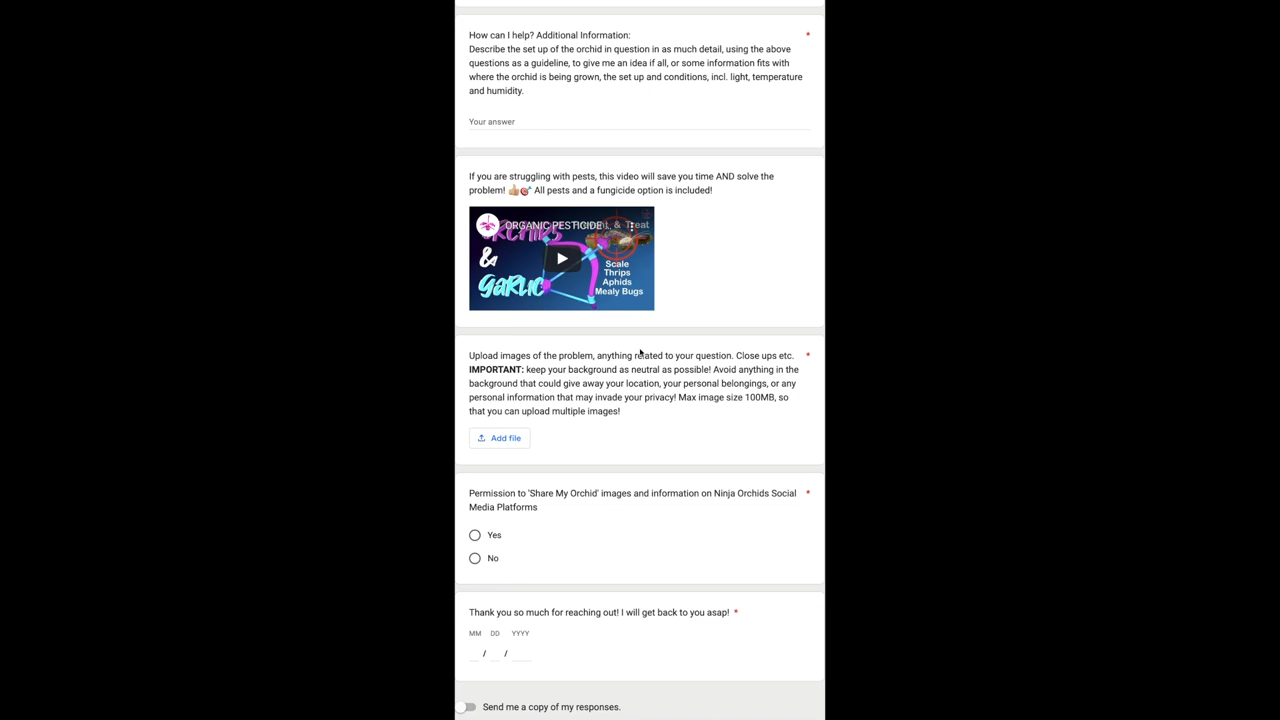 How can I help? Additional Information: *
Describe the set up of the orchid in question in as much detail, using the above
questions as a guideline, to give me an idea if all, or some information fits with
where the orchid is being grown, the set up and conditions, incl. light, temperature
and humidity.
Your answer
If you are struggling with pests, this video will save you time AND solve the
problem! 👍🏼🎯 All pests and a fungicide option is included!
ORGANIC PESTICIDE... & Treat
ORCHIDS
&
GARLIC
Scale
Thrips
Aphids
Mealy Bugs
Upload images of the problem, anything related to your question. Close ups etc. *
IMPORTANT: keep your background as neutral as possible! Avoid anything in the
background that could give away your location, your personal belongings, or any
personal information that may invade your privacy! Max image size 100MB, so
that you can upload multiple images!
Add file
Permission to 'Share My Orchid' images and information on Ninja Orchids Social *
Media Platforms
Yes
No
Thank you so much for reaching out! I will get back to you asap! *
MM DD YYYY
/ /
Send me a copy of my responses.